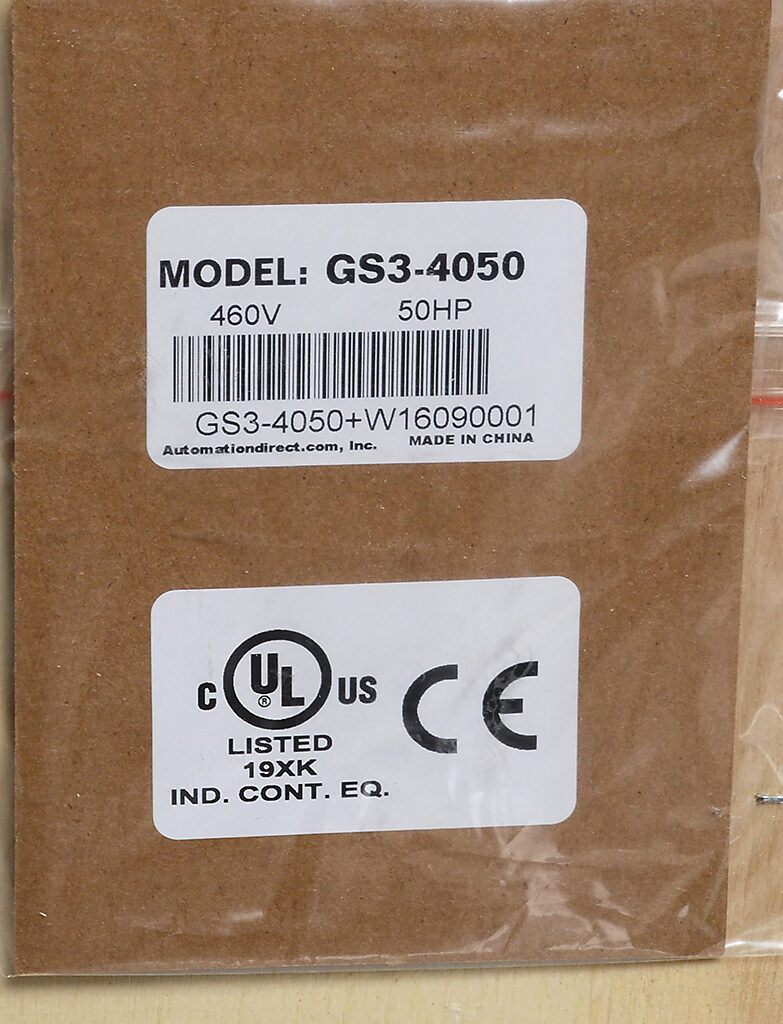 MODEL: GS3-4050
460V 50HP
GS3-4050+W16090001
Automationdirect.com, Inc. MADE IN CHINA
C UL ® US CE
LISTED
19XK
IND. CONT. EQ.